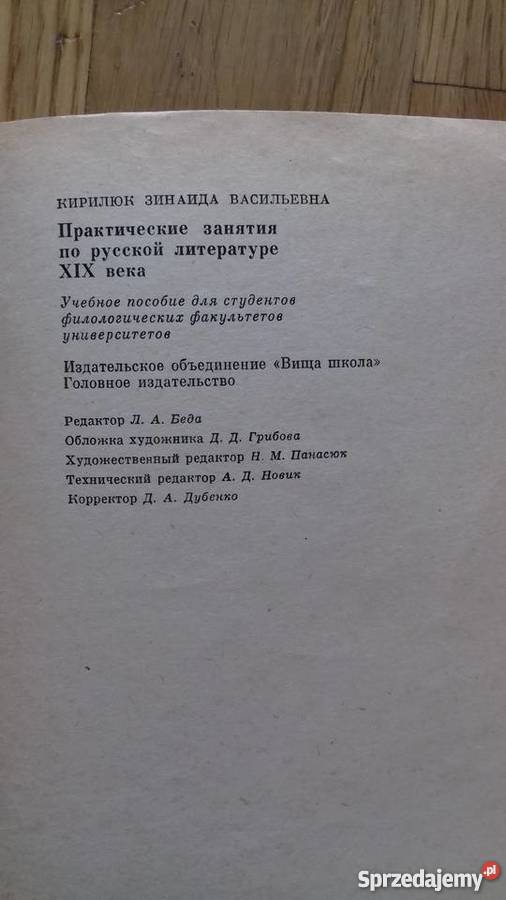 КИРИЛЮК ЗИНАИДА ВАСИЛЬЕВНА
Практические занятия
по русской литературе
XIX века
Учебное пособие для студентов
филологических факультетов
университетов
Издательское объединение «Вища школа»
Головное издательство
Редактор Л. А. Беда
Обложка художника Д. Д. Грибова
Художественный редактор Н. М. Панасюк
Технический редактор А. Д. Новик
Корректор Д. А. Дубенко
Sprzedajemy.pl